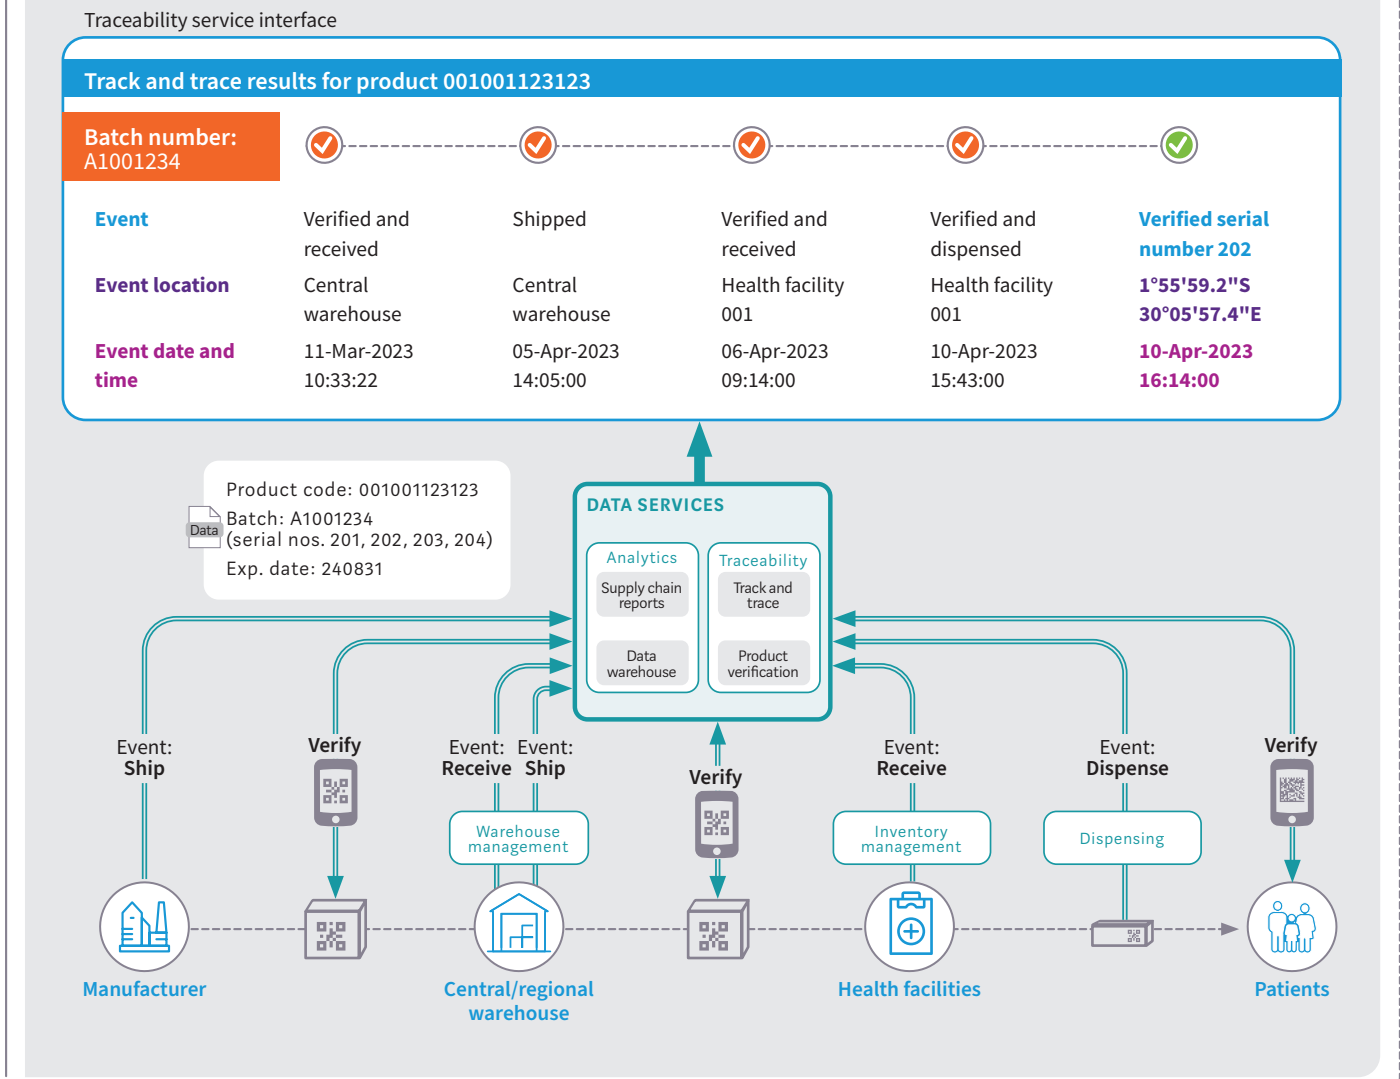 Traceability service interface
Track and trace results for product 001001123123
Batch number:
A1001234
Event
Verified and
received
Shipped
Verified and
received
Verified and
dispensed
Verified serial
number 202
Event location
Central
warehouse
Central
warehouse
Health facility
001
Health facility
001
1°55'59.2"S
30°05'57.4"E
Event date and
time
11-Mar-2023
10:33:22
05-Apr-2023
14:05:00
06-Apr-2023
09:14:00
10-Apr-2023
15:43:00
10-Apr-2023
16:14:00
Product code: 001001123123
Data
Batch: A1001234
(serial nos. 201, 202, 203, 204)
Exp. date: 240831
DATA SERVICES
Analytics
Supply chain
reports
Data
warehouse
Traceability
Track and
trace
Product
verification
Event:
Ship
Verify
Event:
Receive
Event:
Ship
Verify
Event:
Receive
Event:
Dispense
Verify
Warehouse
management
Inventory
management
Dispensing
Manufacturer
Central/regional
warehouse
Health facilities
Patients